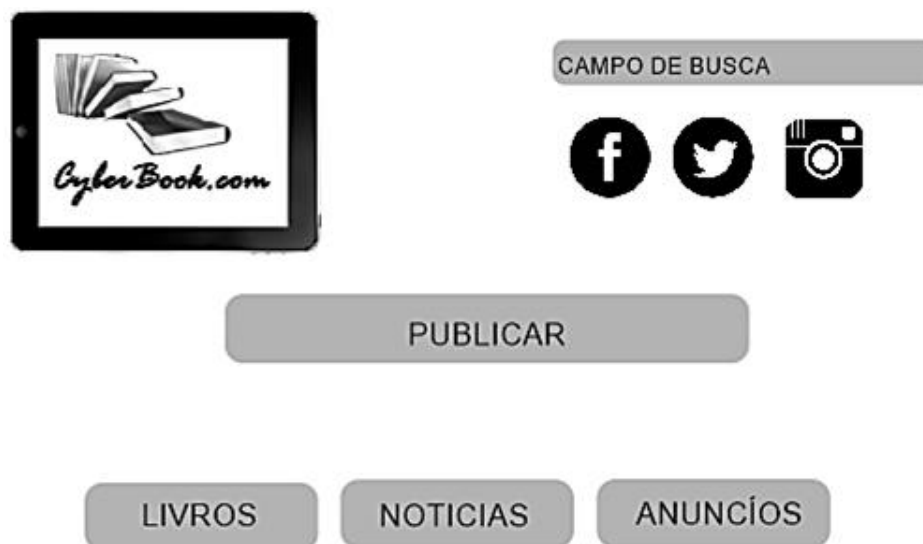 CyberBook.com
CAMPO DE BUSCA
PUBLICAR
LIVROS
NOTICIAS
ANUNCÍOS